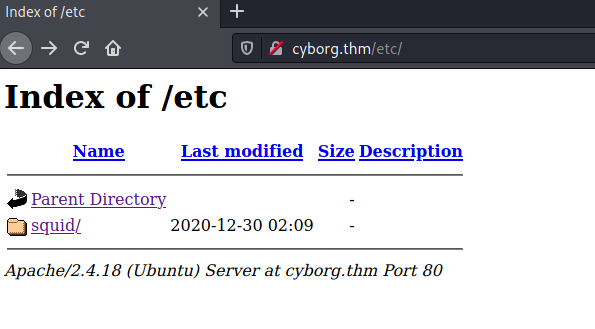 Index of /etc
cyborg.thm/etc/
Index of /etc
Name Last modified Size Description
Parent Directory -
squid/ 2020-12-30 02:09 -
Apache/2.4.18 (Ubuntu) Server at cyborg.thm Port 80